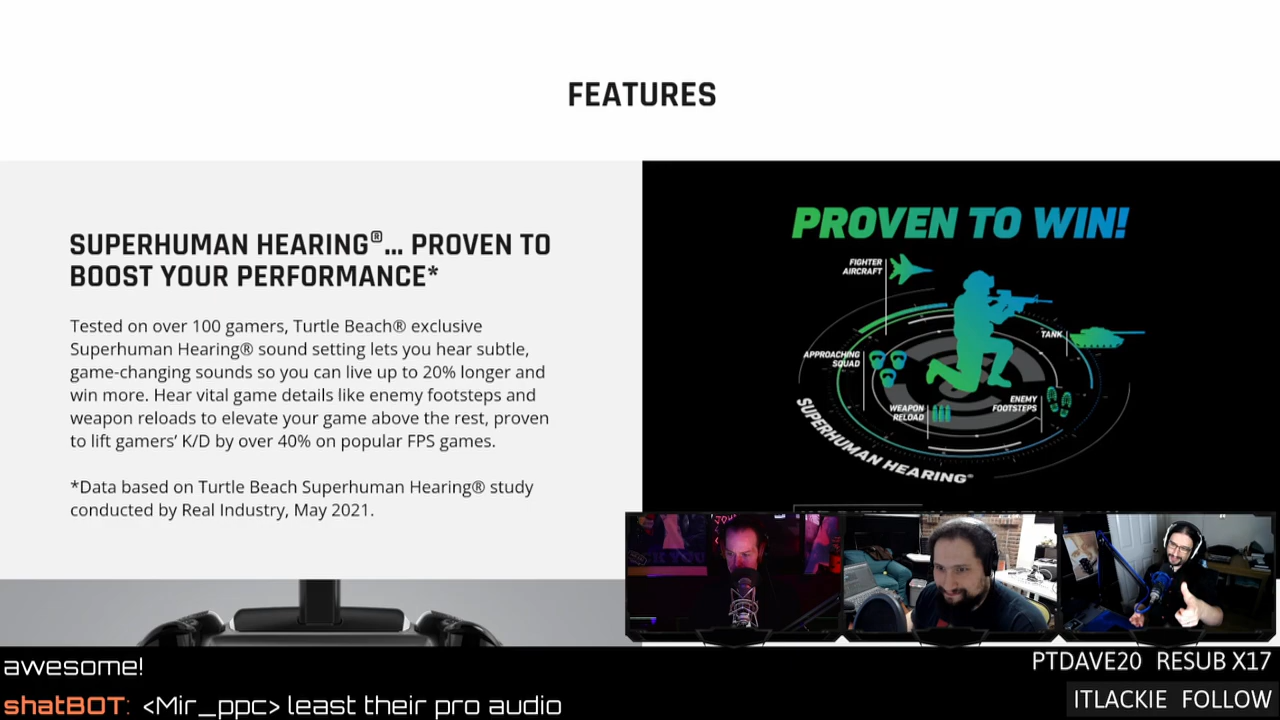 FEATURES
SUPERHUMAN HEARING®... PROVEN TO
BOOST YOUR PERFORMANCE*
Tested on over 100 gamers, Turtle Beach® exclusive
Superhuman Hearing® sound setting lets you hear subtle,
game-changing sounds so you can live up to 20% longer and
win more. Hear vital game details like enemy footsteps and
weapon reloads to elevate your game above the rest, proven
to lift gamers’ K/D by over 40% on popular FPS games.
*Data based on Turtle Beach Superhuman Hearing® study
conducted by Real Industry, May 2021.
PROVEN TO WIN!
FIGHTER
AIRCRAFT
TANK
APPROACHING
SQUAD
WEAPON
RELOAD
ENEMY
FOOTSTEPS
SUPERHUMAN HEARING®
awesome!
shatBOT: <Mir_ppc> least their pro audio
PTDAVE20 RESUB X17
ITLACKIE FOLLOW